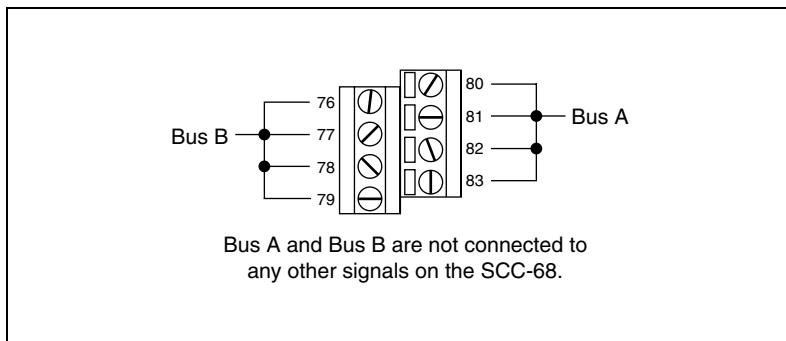 76
77
78
79
Bus B
80
81
82
83
Bus A
Bus A and Bus B are not connected to
any other signals on the SCC-68.